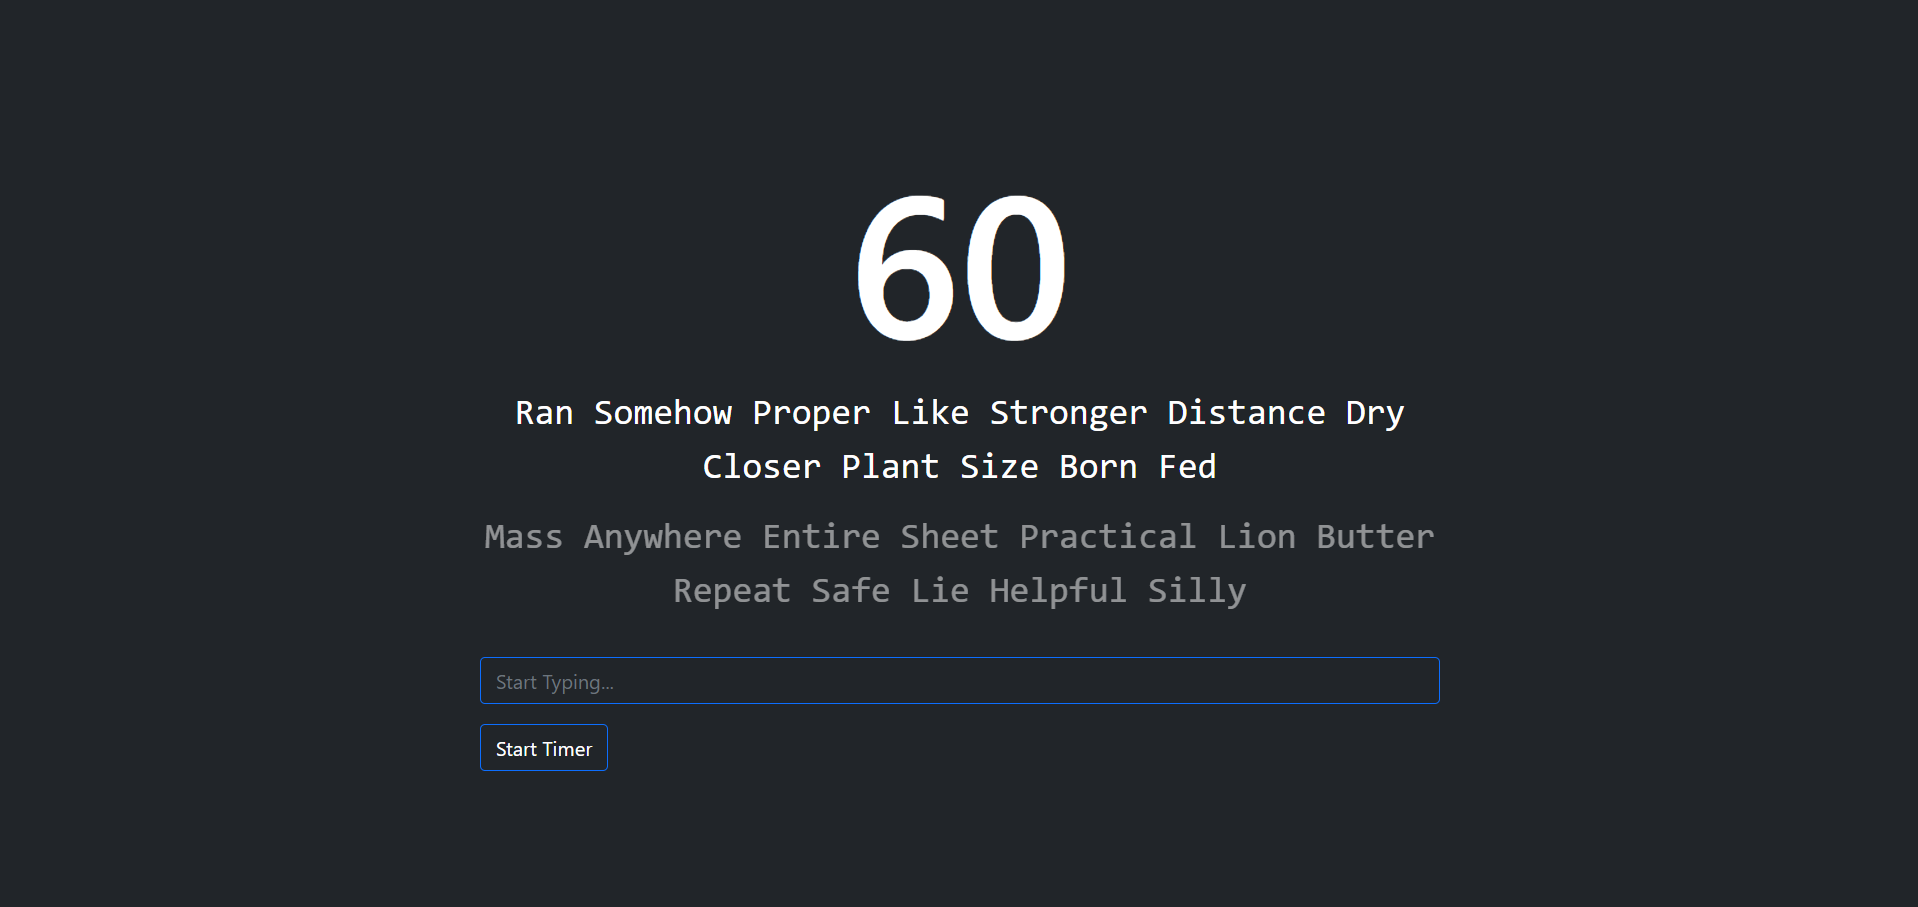 60
Ran Somehow Proper Like Stronger Distance Dry
Closer Plant Size Born Fed
Mass Anywhere Entire Sheet Practical Lion Butter
Repeat Safe Lie Helpful Silly
Start Typing...
Start Timer